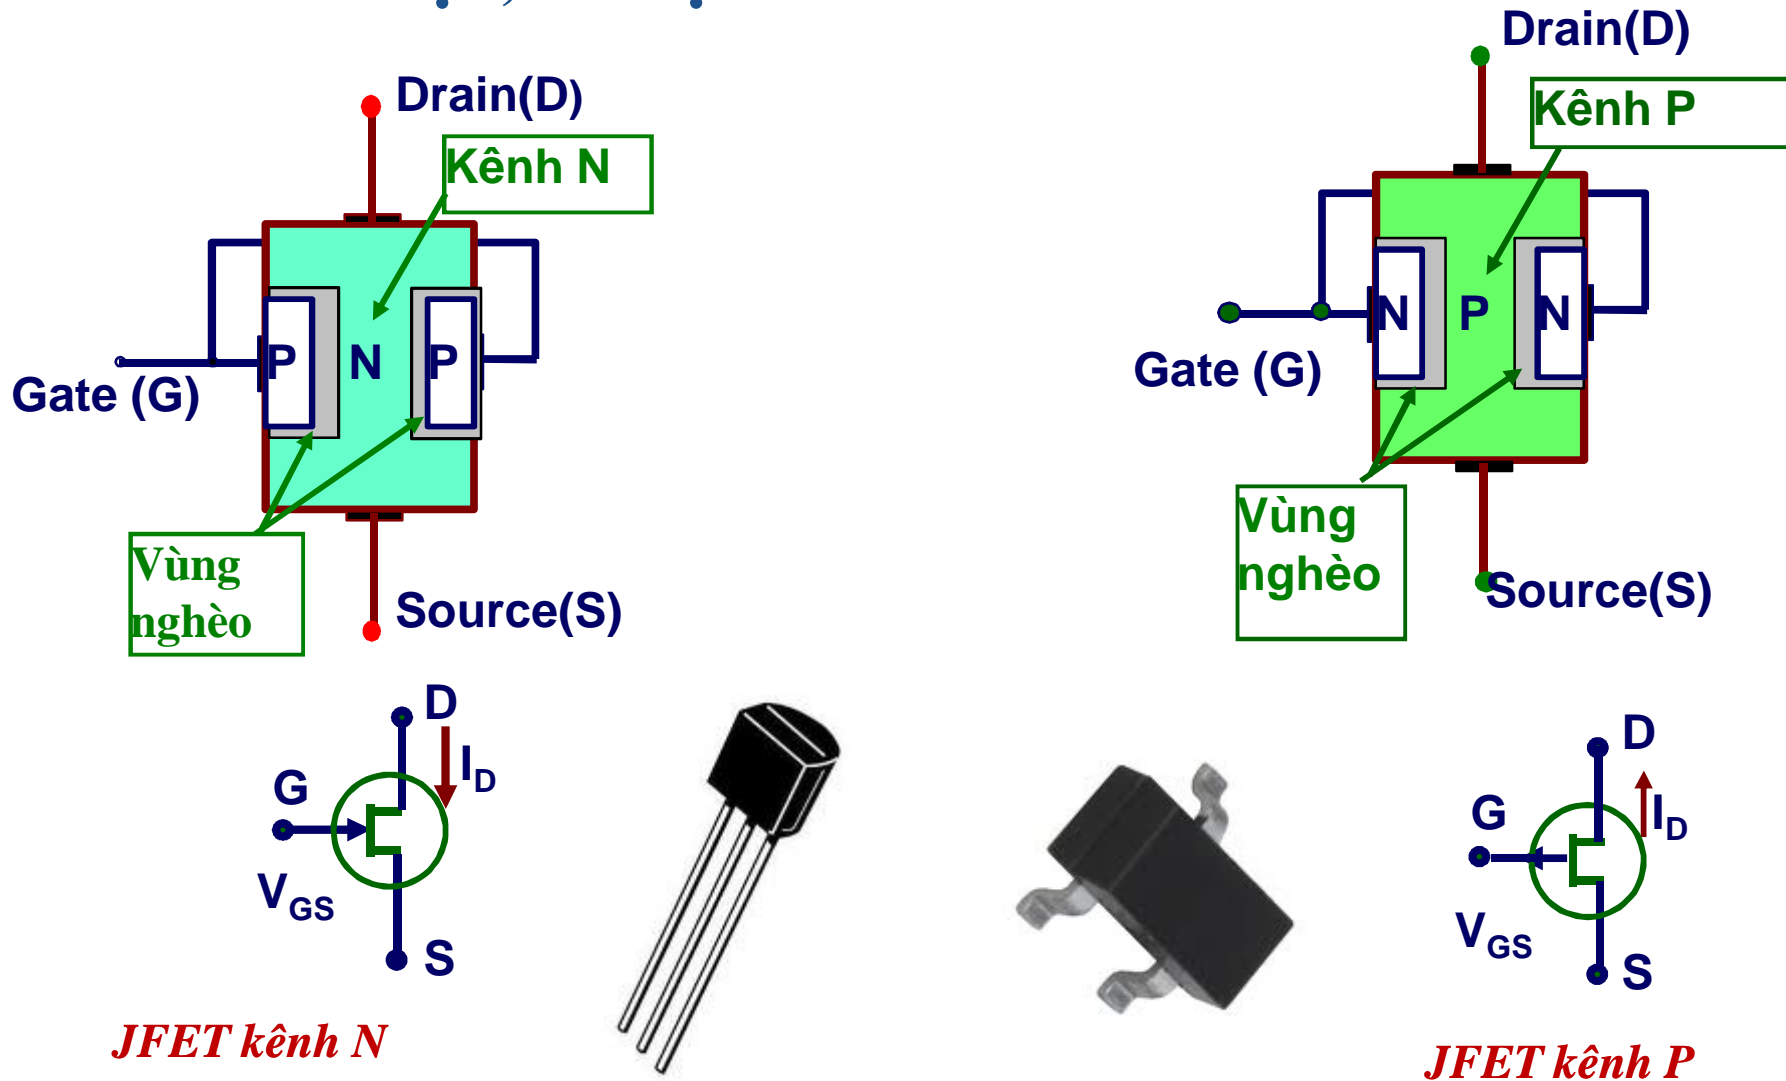 Drain(D)
Kênh N
P
N
P
Gate (G)
Vùng
nghèo
Source(S)
D
I_D
G
V_GS
S
JFET kênh N
Drain(D)
Kênh P
N
P
N
Gate (G)
Vùng
nghèo
Source(S)
D
I_D
G
V_GS
S
JFET kênh P